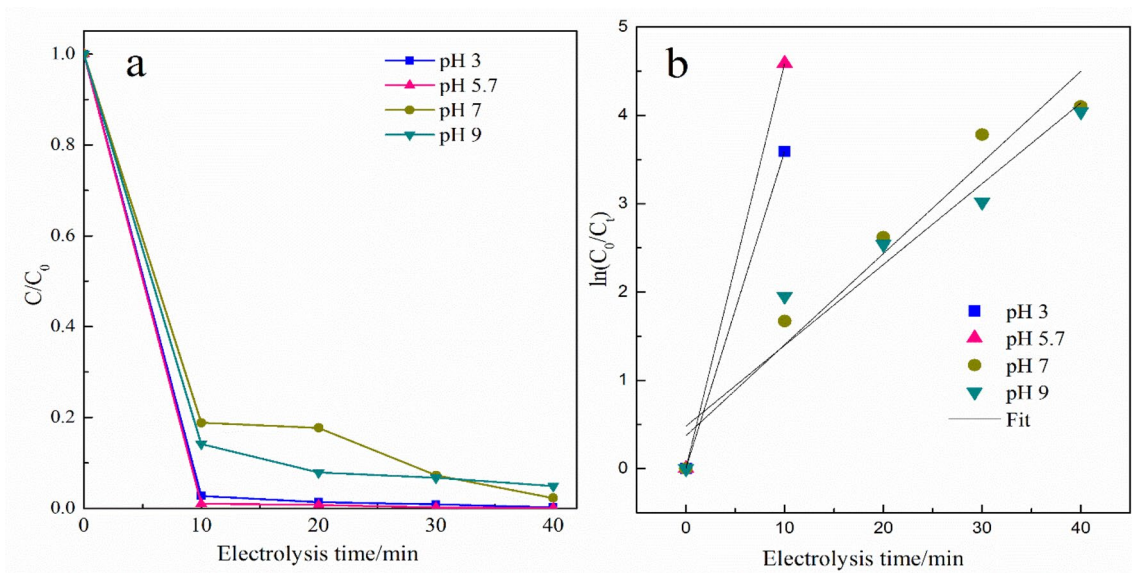 a
1.0
0.8
0.6
0.4
0.2
0.0
C/C0
pH 3
pH 5.7
pH 7
pH 9
0 10 20 30 40
Electrolysis time/min
b
5
4
3
2
1
0
ln(C0/Ct)
pH 3
pH 5.7
pH 7
pH 9
Fit
0 10 20 30 40
Electrolysis time/min